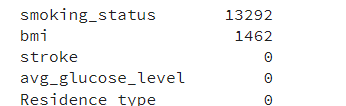 smoking_status 13292
bmi 1462
stroke 0
avg_glucose_level 0
Residence_type 0